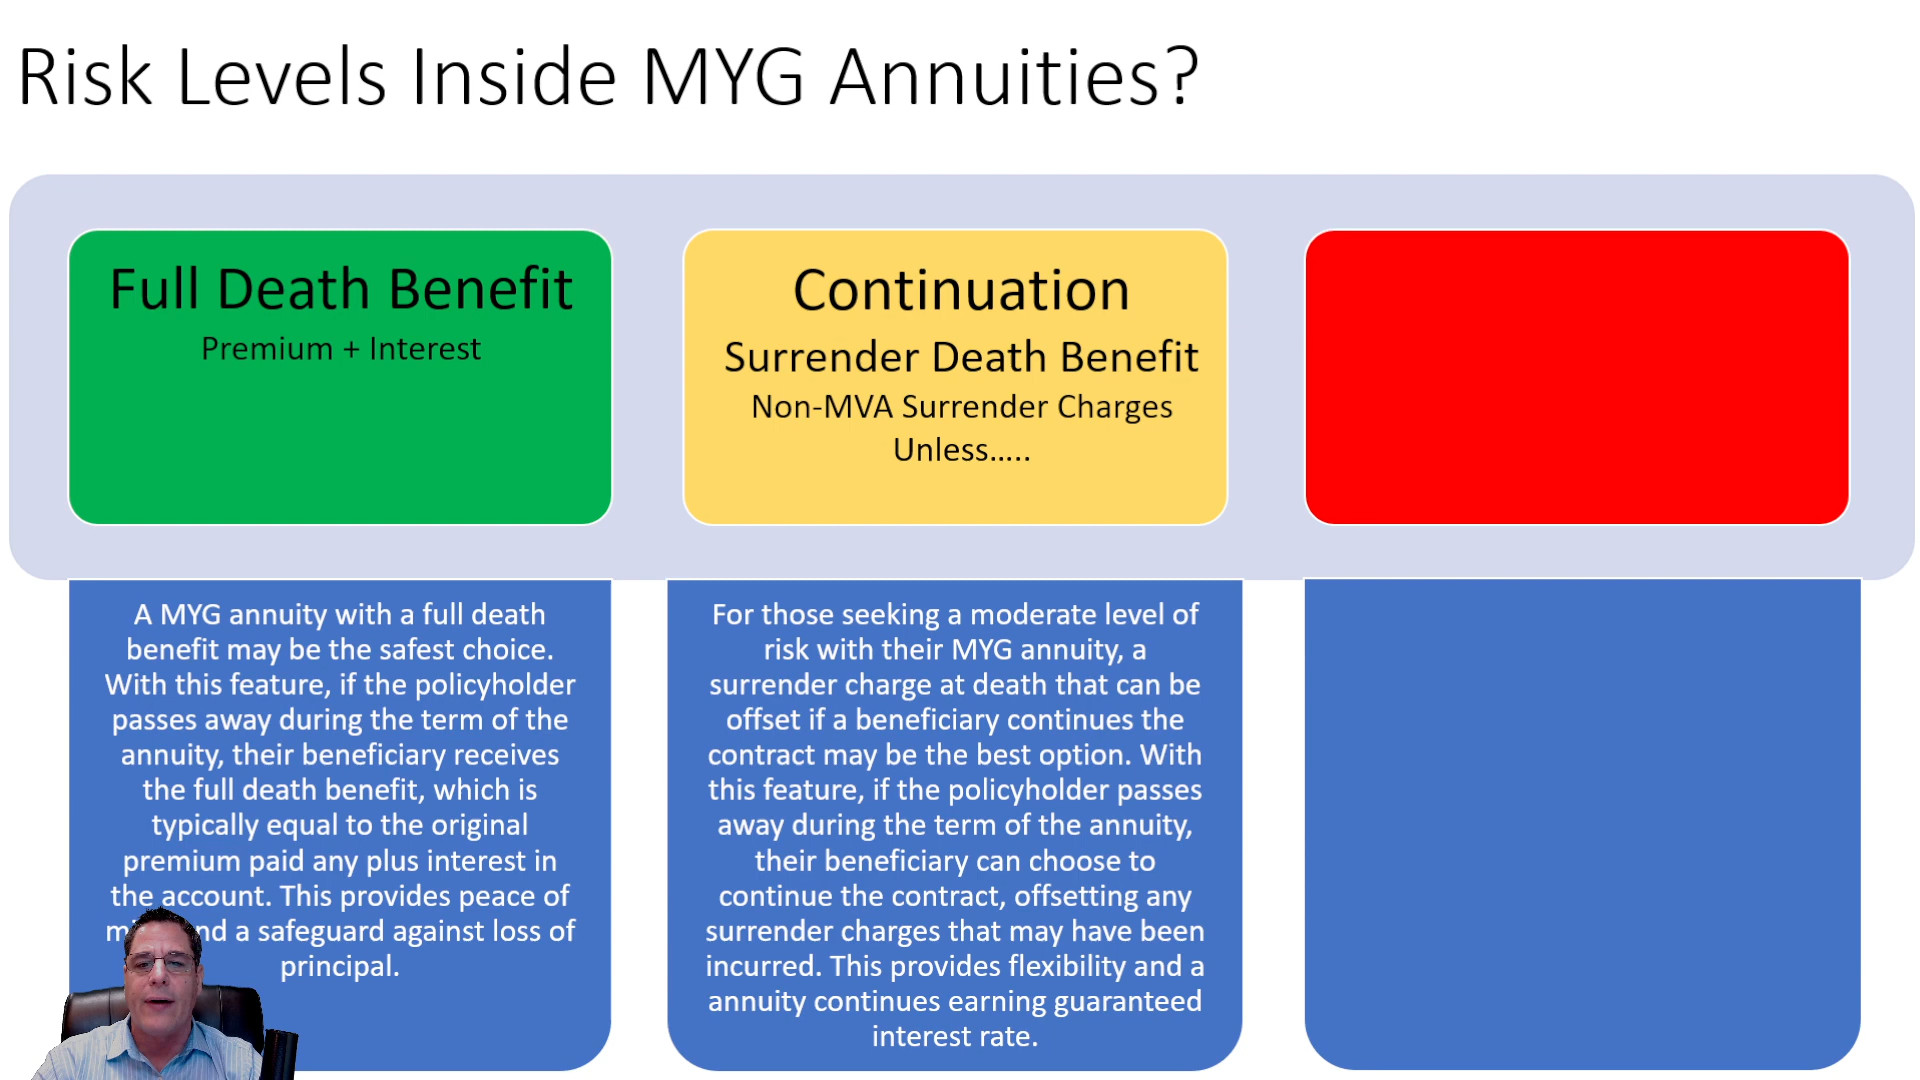 Risk Levels Inside MYG Annuities?
Full Death Benefit
Premium + Interest
Continuation
Surrender Death Benefit
Non-MVA Surrender Charges
Unless.....
A MYG annuity with a full death
benefit may be the safest choice.
With this feature, if the policyholder
passes away during the term of the
annuity, their beneficiary receives
the full death benefit, which is
typically equal to the original
premium paid any plus interest in
the account. This provides peace of
a safeguard against loss of
principal.
For those seeking a moderate level of
risk with their MYG annuity, a
surrender charge at death that can be
offset if a beneficiary continues the
contract may be the best option. With
this feature, if the policyholder passes
away during the term of the annuity,
their beneficiary can choose to
continue the contract, offsetting any
surrender charges that may have been
incurred. This provides flexibility and a
annuity continues earning guaranteed
interest rate.